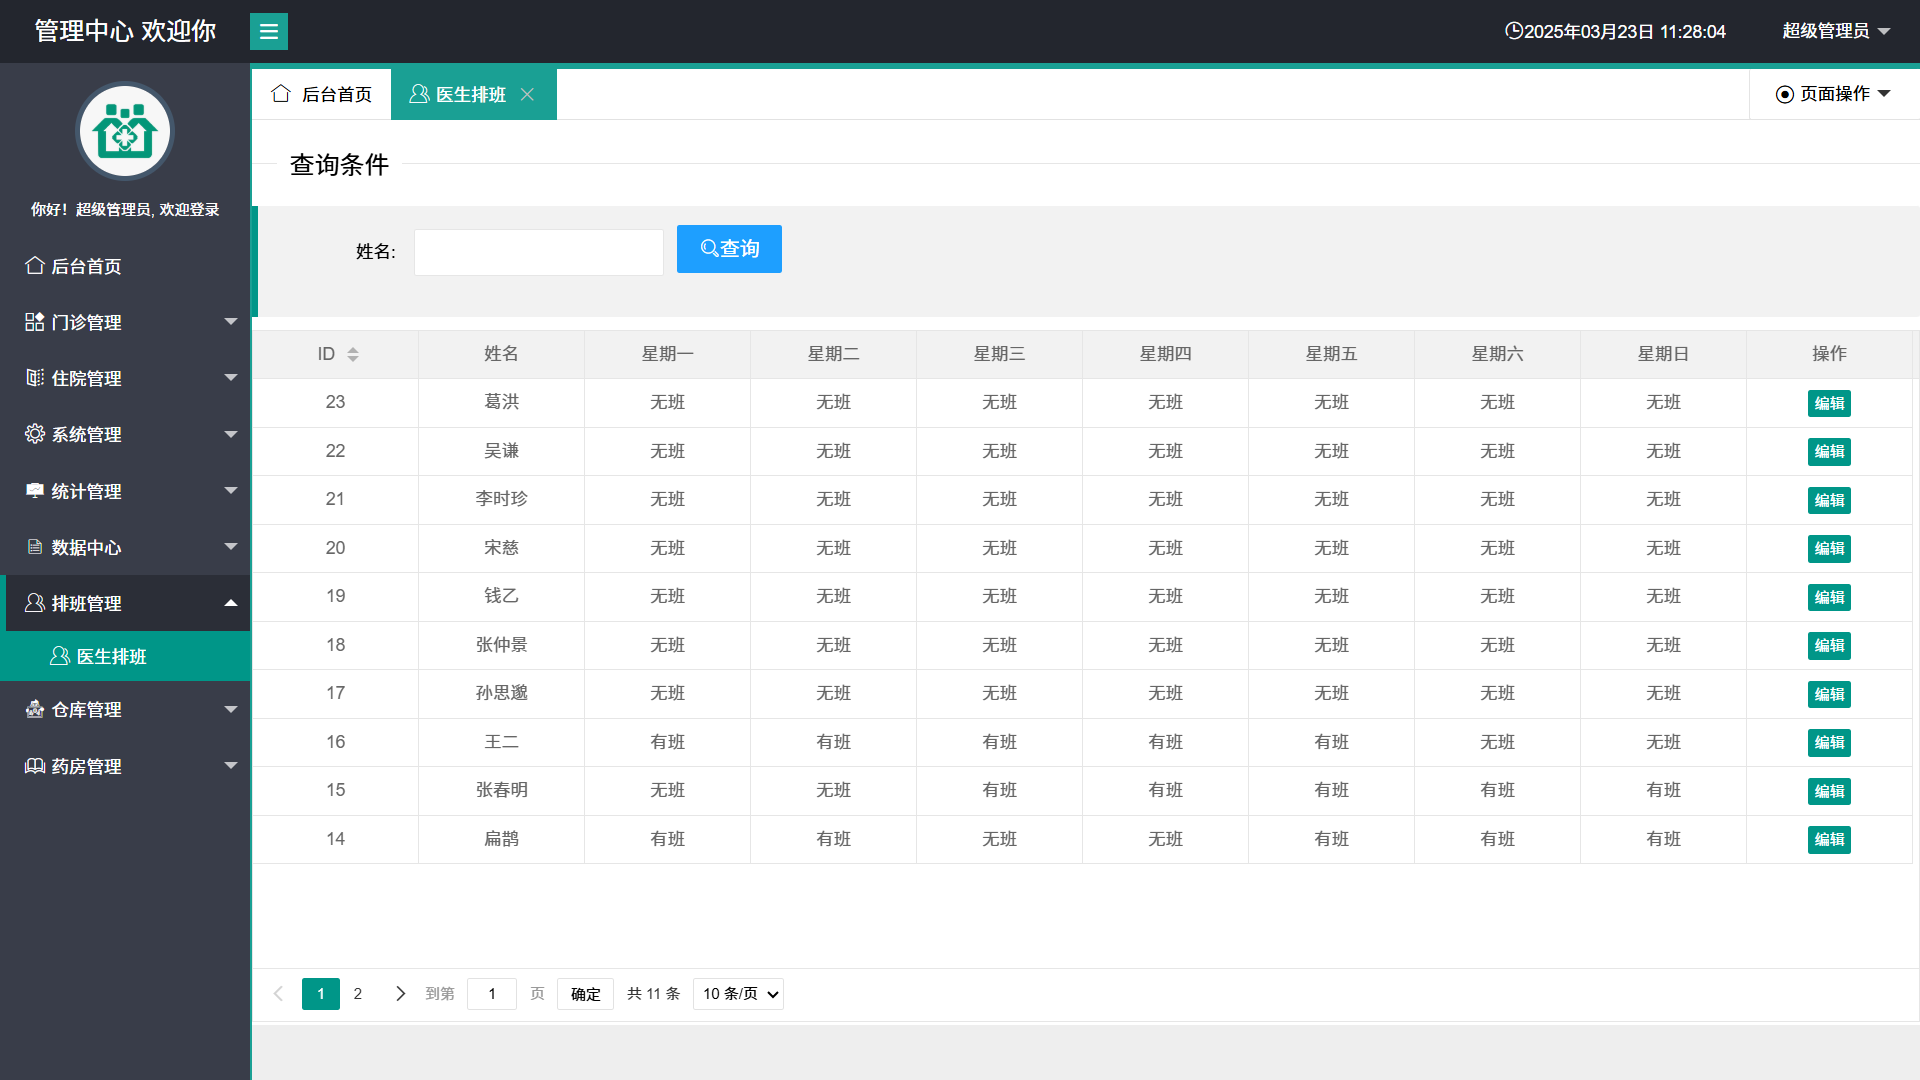 管理中心 欢迎你
2025年03月23日 11:28:04
超级管理员
你好！超级管理员, 欢迎登录
后台首页
门诊管理
住院管理
系统管理
统计管理
数据中心
排班管理
医生排班
仓库管理
药房管理
后台首页
医生排班
页面操作
查询条件
姓名:
查询
ID 姓名 星期一 星期二 星期三 星期四 星期五 星期六 星期日 操作
23 葛洪 无班 无班 无班 无班 无班 无班 无班 编辑
22 吴谦 无班 无班 无班 无班 无班 无班 无班 编辑
21 李时珍 无班 无班 无班 无班 无班 无班 无班 编辑
20 宋慈 无班 无班 无班 无班 无班 无班 无班 编辑
19 钱乙 无班 无班 无班 无班 无班 无班 无班 编辑
18 张仲景 无班 无班 无班 无班 无班 无班 无班 编辑
17 孙思邈 无班 无班 无班 无班 无班 无班 无班 编辑
16 王二 有班 有班 有班 有班 有班 无班 无班 编辑
15 张春明 无班 无班 有班 有班 有班 有班 有班 编辑
14 扁鹊 有班 有班 无班 无班 有班 有班 有班 编辑
1 2 到第 1 页 确定 共 11 条 10 条/页